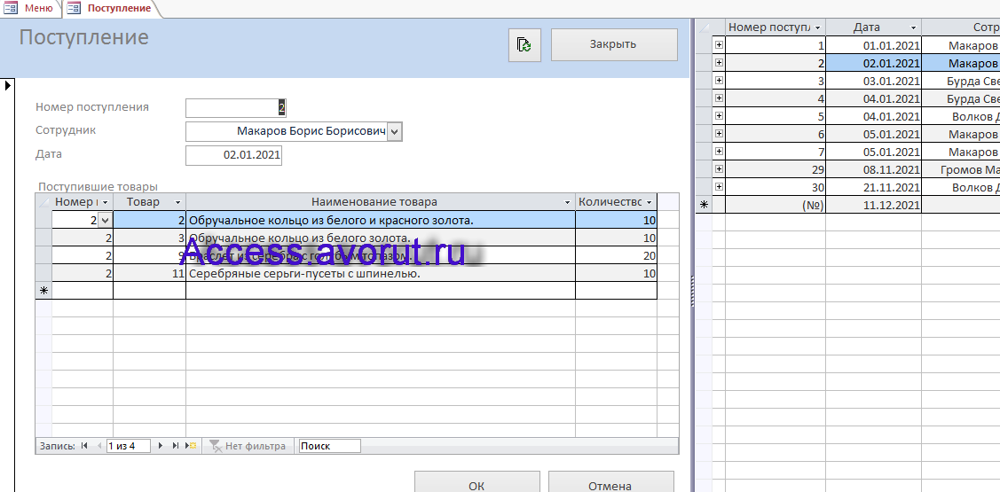 Меню Поступление
Поступление
Закрыть
Номер поступления 2
Сотрудник Макаров Борис Борисович
Дата 02.01.2021
Поступившие товары
Номер Товар Наименование товара Количество
2 2 Обручальное кольцо из белого и красного золота. 10
2 3 Обручальное кольцо из белого золота. 10
2 9 Браслет из серебра с голубым топазом. 20
2 11 Серебряные серьги-пусеты с шпинелью. 10
Access.avorut.ru
Запись: 1 из 4 Нет фильтра Поиск
ОК Отмена
Номер поступл Дата Сотр
1 01.01.2021 Макаров
2 02.01.2021 Макаров
3 03.01.2021 Бурда Све
4 04.01.2021 Бурда Све
5 04.01.2021 Волков Д
6 05.01.2021 Макаров
7 05.01.2021 Макаров
29 08.11.2021 Громов Ма
30 21.11.2021 Волков Д
(№) 11.12.2021